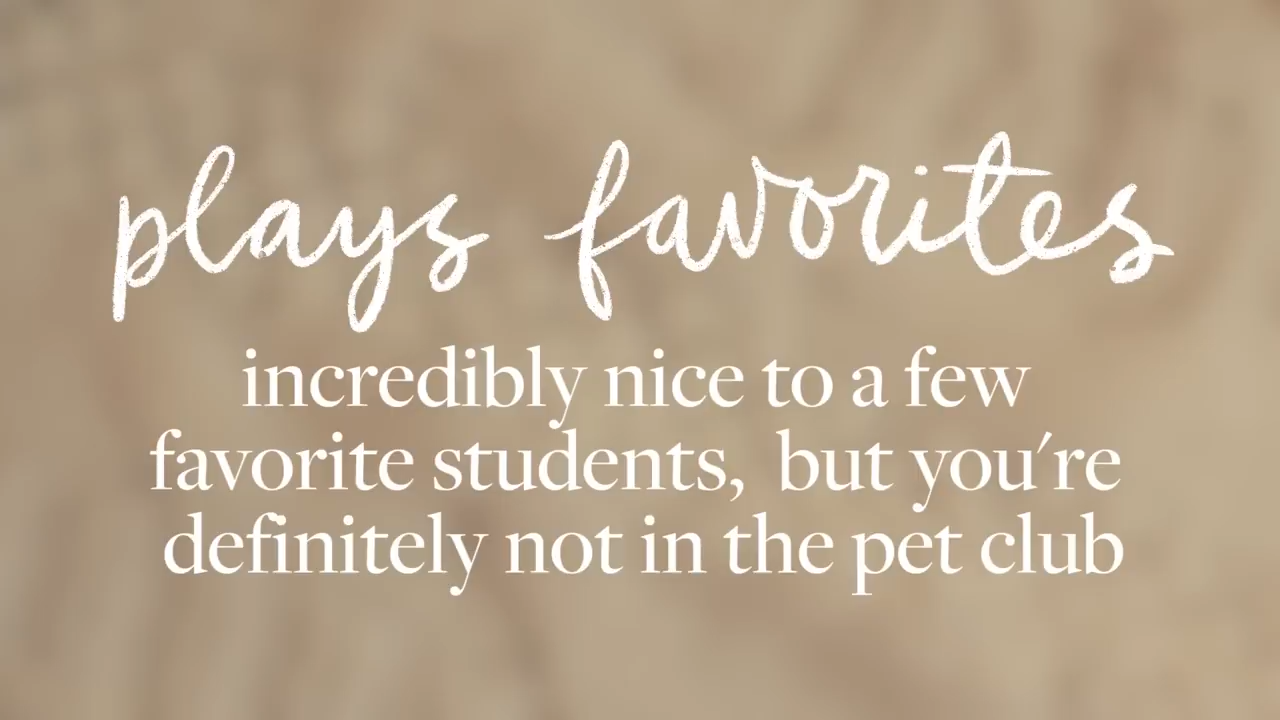 plays favorites
incredibly nice to a few
favorite students, but you're
definitely not in the pet club